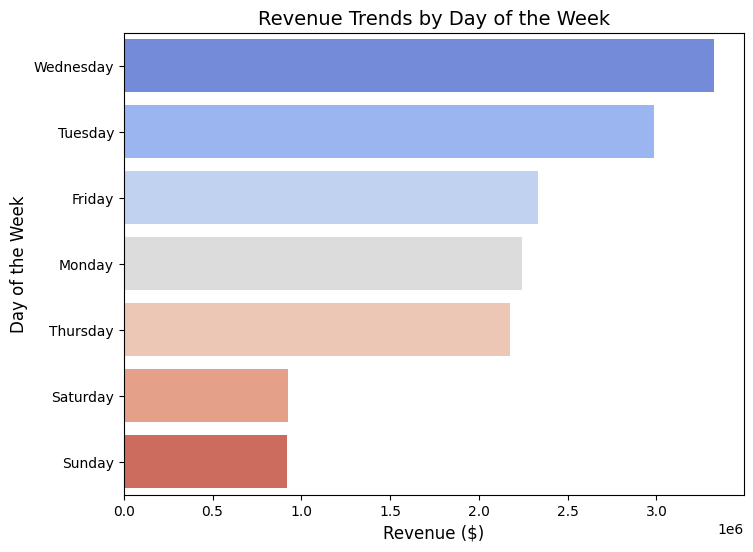 Revenue Trends by Day of the Week
Day of the Week
Wednesday
Tuesday
Friday
Monday
Thursday
Saturday
Sunday
0.0 0.5 1.0 1.5 2.0 2.5 3.0
1e6
Revenue ($)